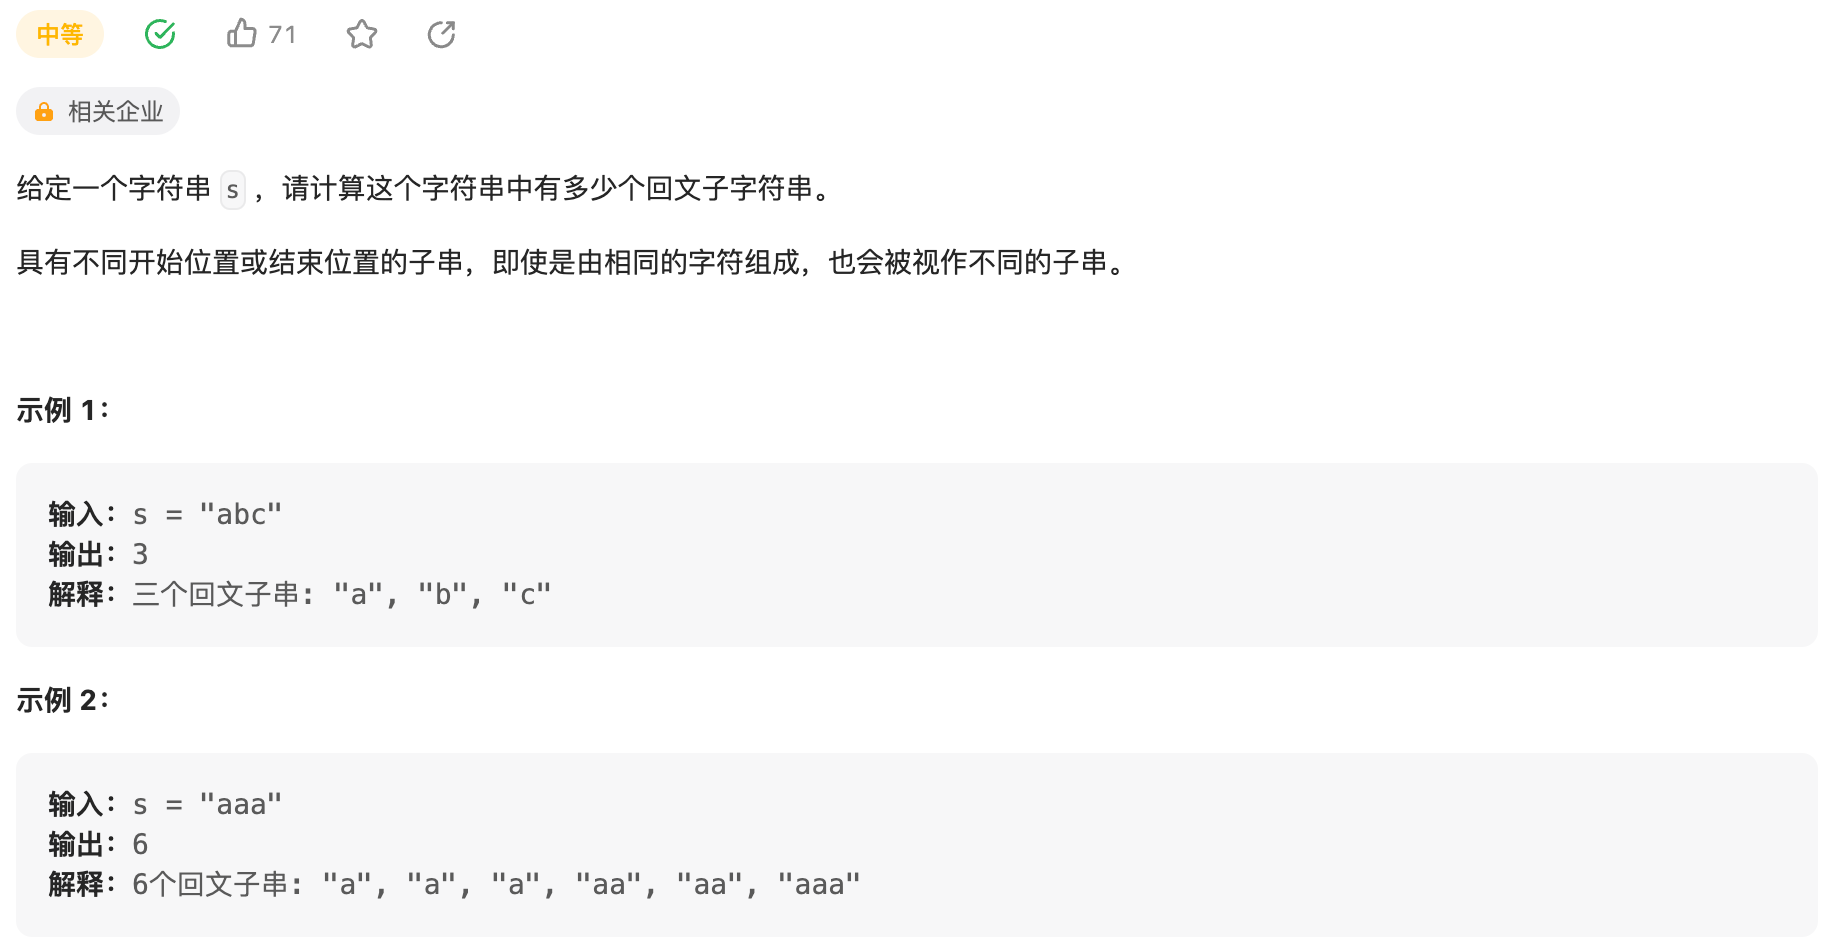 中等 71
相关企业
给定一个字符串 s ，请计算这个字符串中有多少个回文子字符串。
具有不同开始位置或结束位置的子串，即使是由相同的字符组成，也会被视作不同的子串。
示例 1：
输入：s = "abc"
输出：3
解释：三个回文子串: "a", "b", "c"
示例 2：
输入：s = "aaa"
输出：6
解释：6个回文子串: "a", "a", "a", "aa", "aa", "aaa"